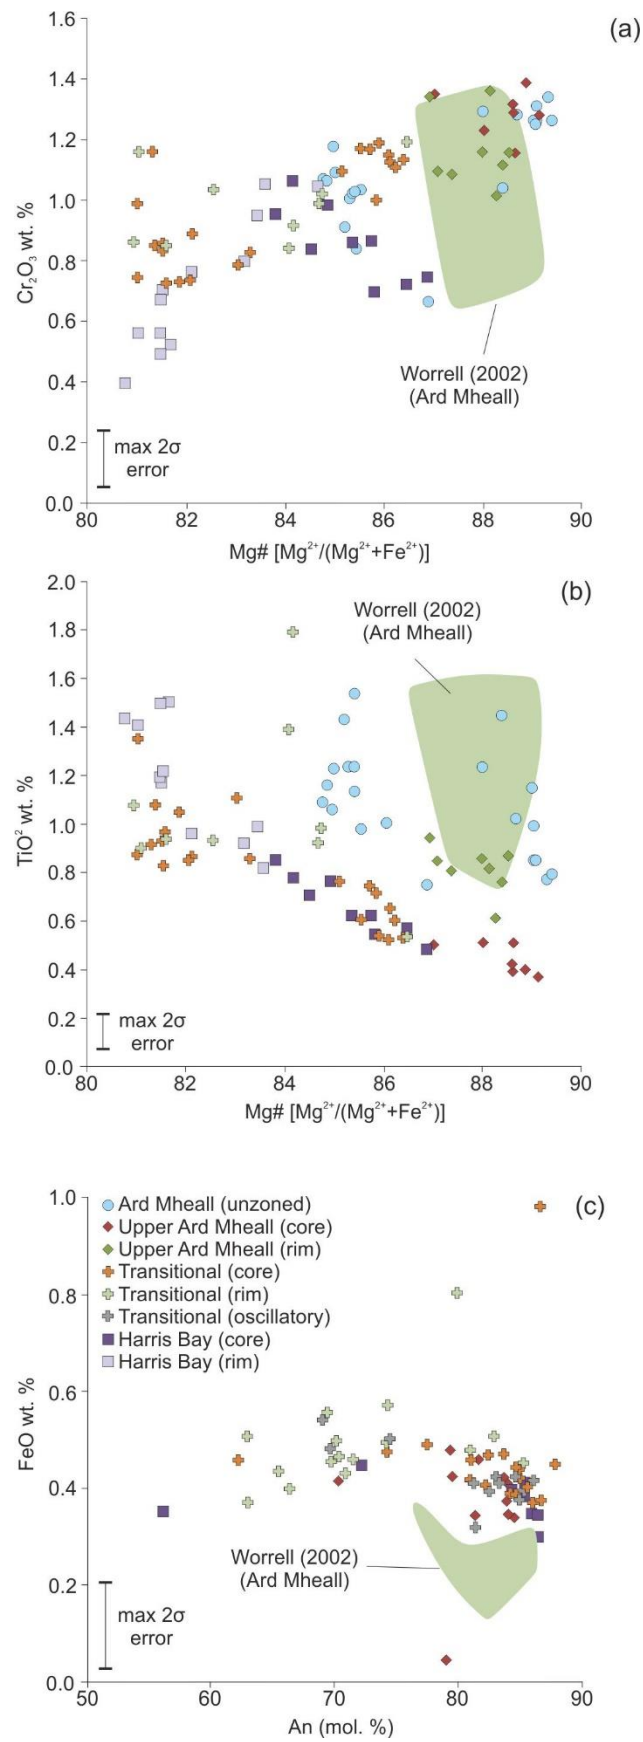 (a)
1.6
1.4
1.2
1.0
0.8
0.6
0.4
0.2
0.0
Cr₂O₃ wt. %
Worrell (2002)
(Ard Mheall)
max 2σ
error
80 82 84 86 88 90
Mg# [Mg²⁺/(Mg²⁺+Fe²⁺)]
(b)
2.0
1.8
1.6
1.4
1.2
1.0
0.8
0.6
0.4
0.2
0.0
TiO² wt. %
Worrell (2002)
(Ard Mheall)
max 2σ
error
80 82 84 86 88 90
Mg# [Mg²⁺/(Mg²⁺+Fe²⁺)]
(c)
1.0
0.8
0.6
0.4
0.2
0.0
FeO wt. %
Ard Mheall (unzoned)
Upper Ard Mheall (core)
Upper Ard Mheall (rim)
Transitional (core)
Transitional (rim)
Transitional (oscillatory)
Harris Bay (core)
Harris Bay (rim)
Worrell (2002)
(Ard Mheall)
max 2σ
error
50 60 70 80 90
An (mol. %)